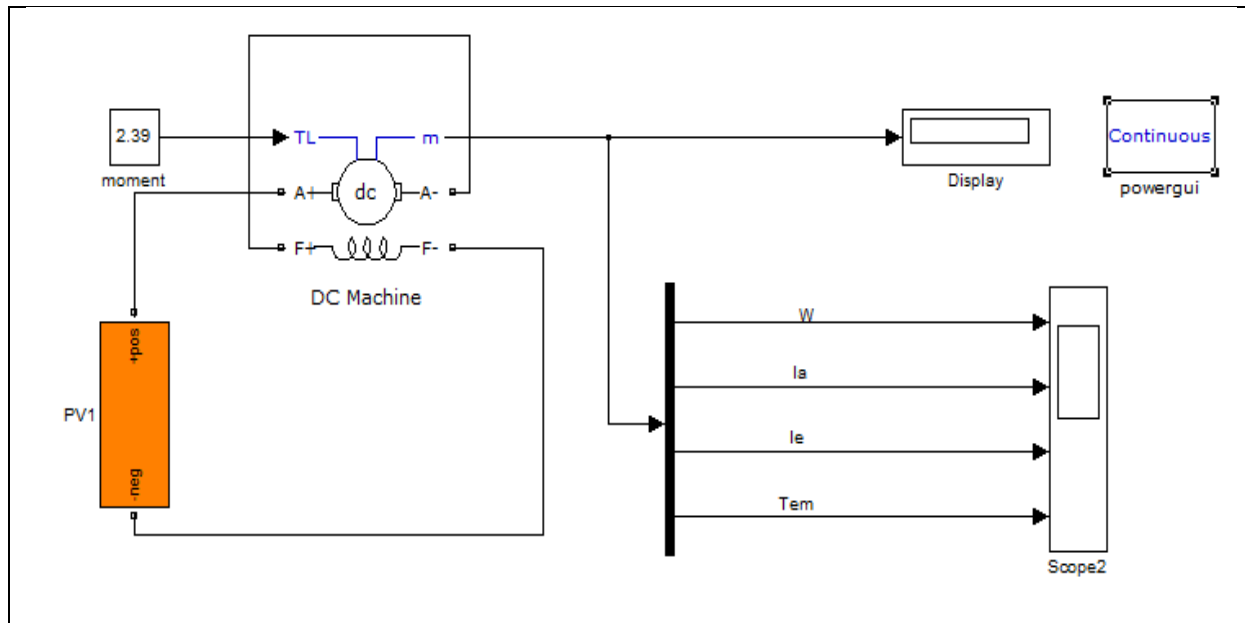 2.39
moment
TL
m
A+
dc
A-
F+
F-
DC Machine
Display
Continuous
powergui
PV1
+pos
-neg
W
Ia
Ie
Tem
Scope2